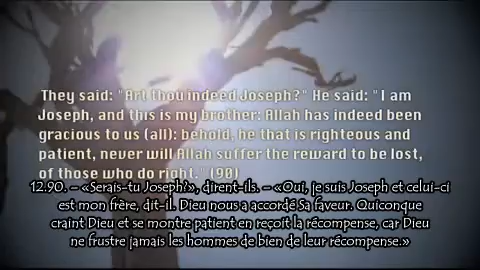 They said: "Art thou indeed Joseph?" He said: "I am
Joseph, and this is my brother: Allah has indeed been
gracious to us (all): behold, he that is righteous and
patient, never will Allah suffer the reward to be lost,
of those who do right." (90)
12.90. – «Serais-tu Joseph?», dirent-ils. – «Oui, je suis Joseph et celui-ci
est mon frère, dit-il. Dieu nous a accordé Sa faveur. Quiconque
craint Dieu et se montre patient en reçoit la récompense, car Dieu
ne frustre jamais les hommes de bien de leur récompense.»